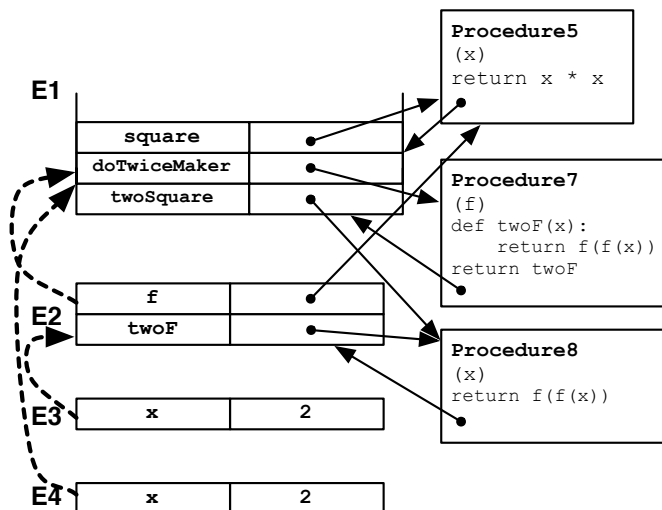 E1
square
doTwiceMaker
twoSquare
E2
f
twoF
E3
x 2
E4
x 2
Procedure5
(x)
return x * x
Procedure7
(f)
def twoF(x):
    return f(f(x))
return twoF
Procedure8
(x)
return f(f(x))